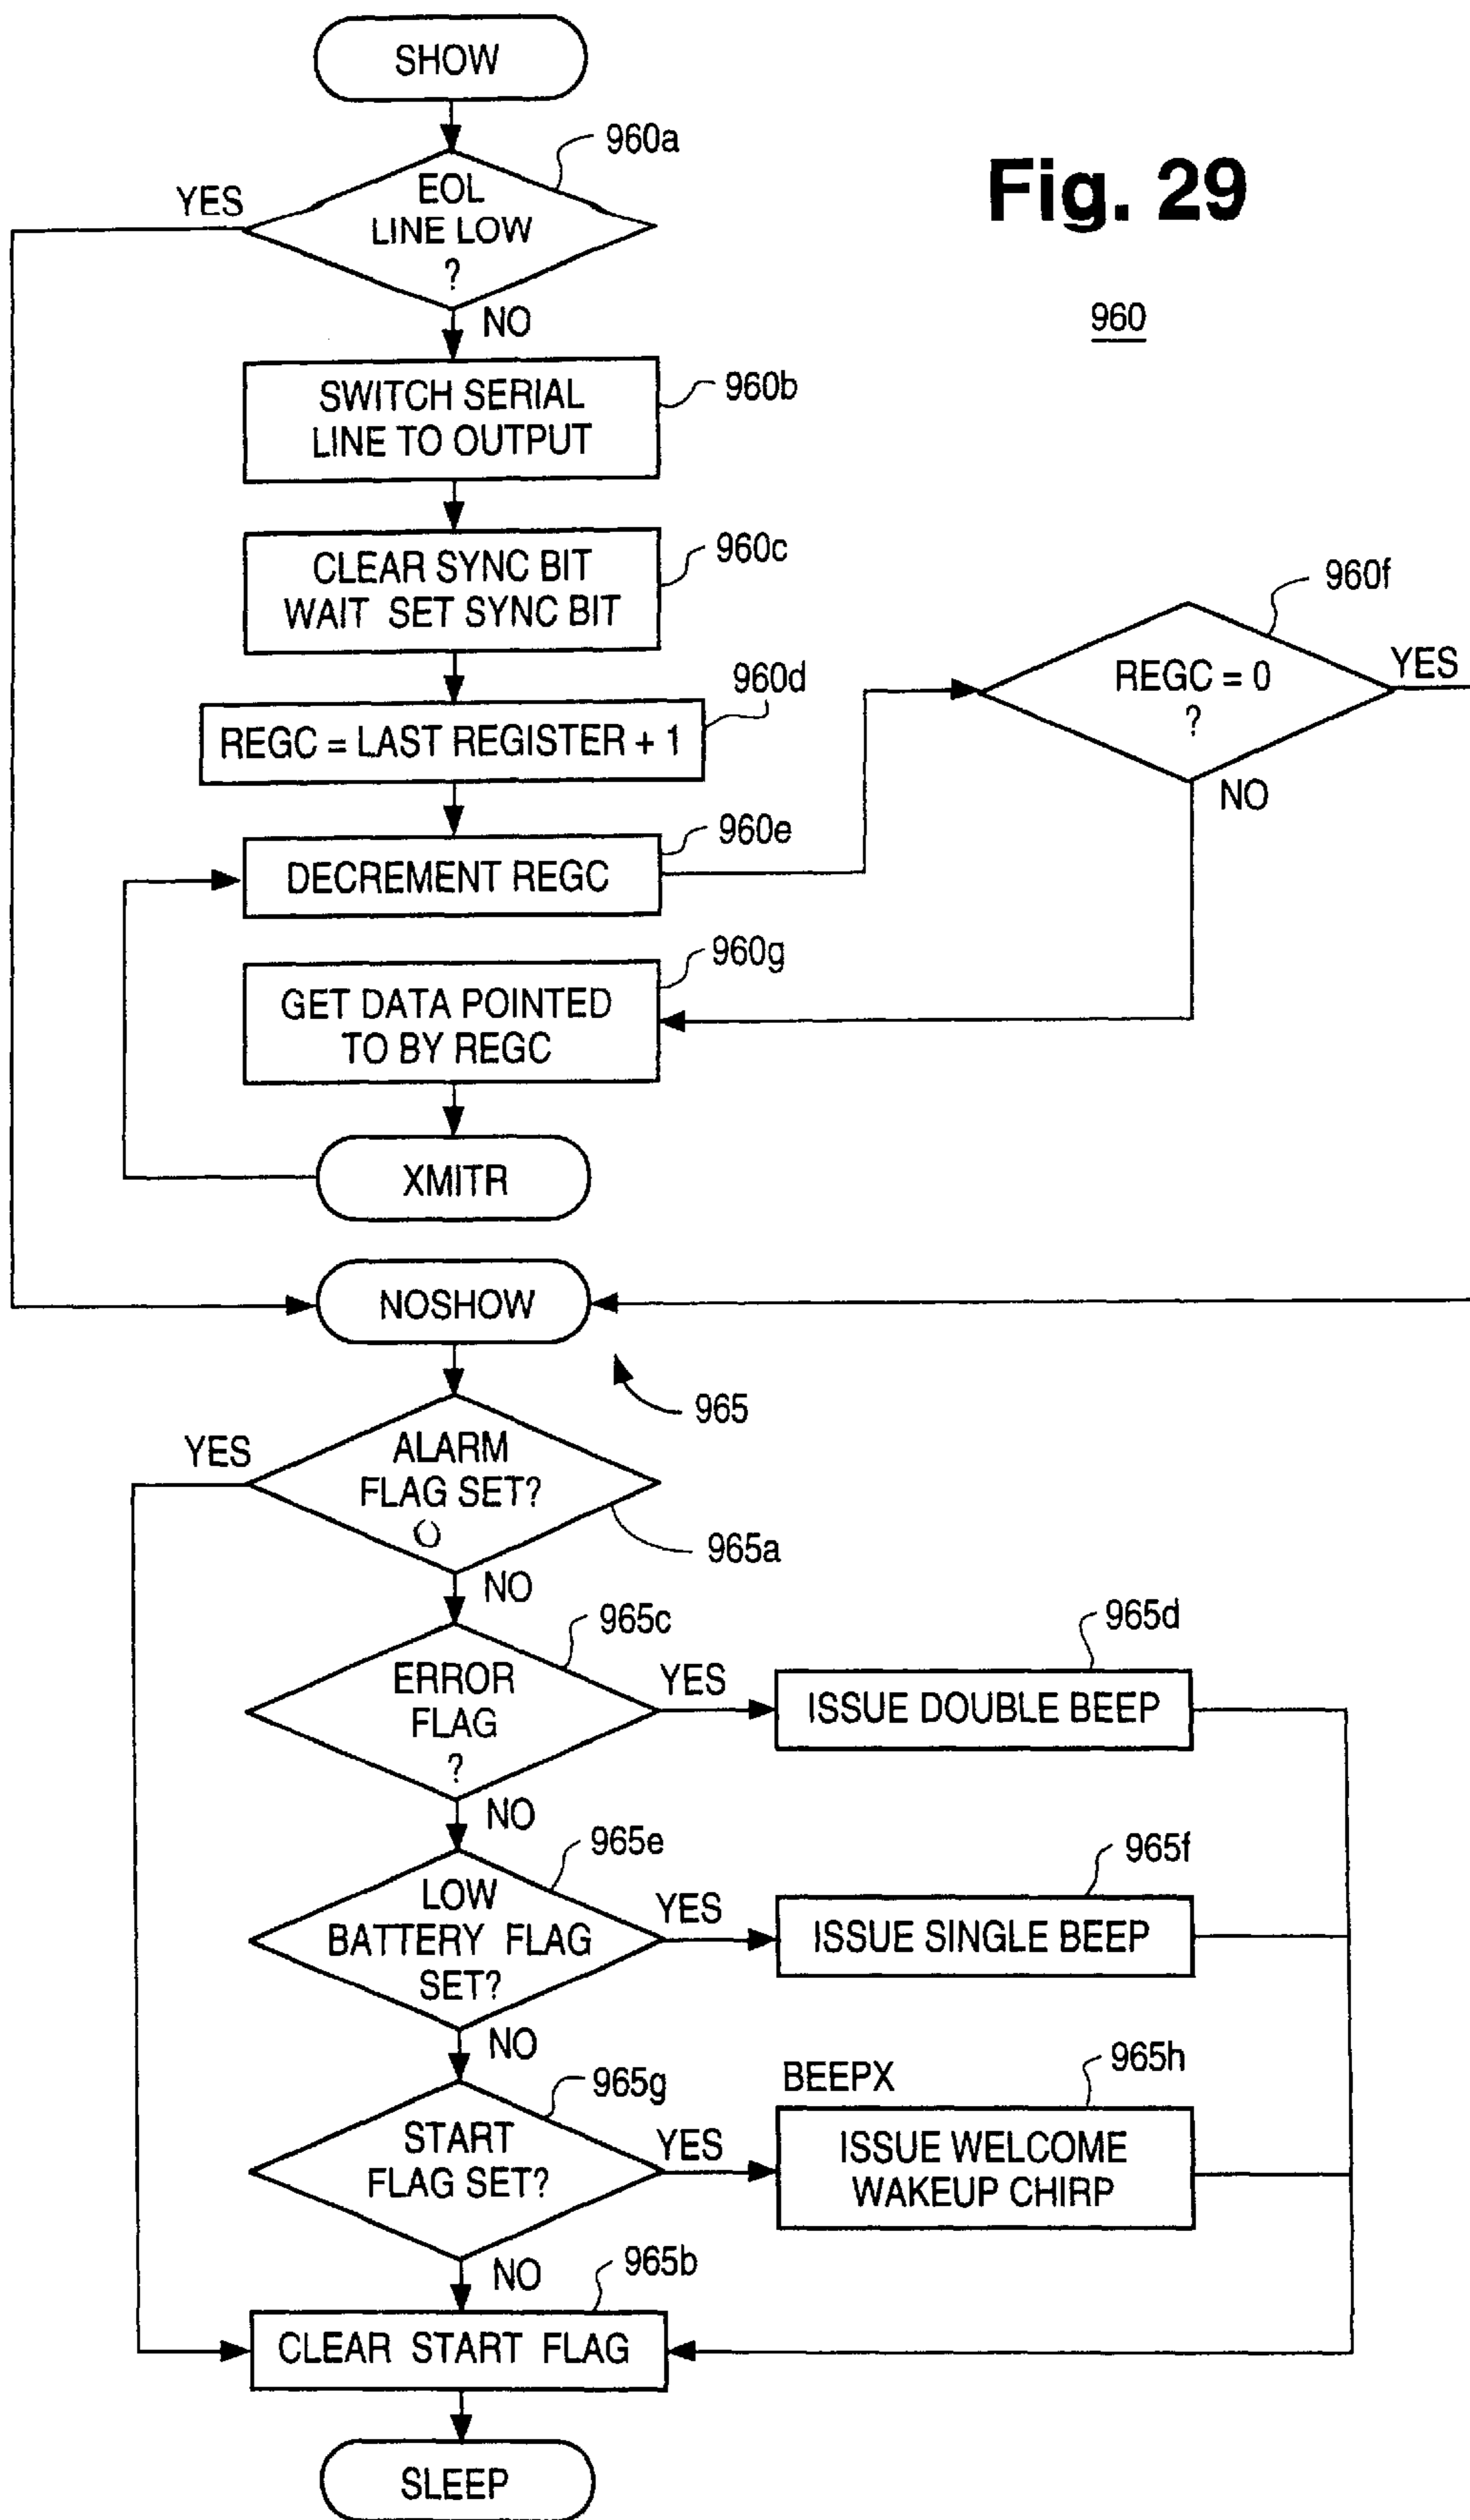 SHOW
960a
EOL
LINE LOW
?
YES
NO
Fig. 29
960
SWITCH SERIAL
LINE TO OUTPUT
960b
CLEAR SYNC BIT
WAIT SET SYNC BIT
960c
960d
REGC = LAST REGISTER + 1
960f
REGC = 0
?
YES
NO
960e
DECREMENT REGC
960g
GET DATA POINTED
TO BY REGC
XMITR
NOSHOW
965
YES
ALARM
FLAG SET?
965a
NO
965c
ERROR
FLAG
?
YES
965d
ISSUE DOUBLE BEEP
NO
965e
LOW
BATTERY FLAG
SET?
YES
965f
ISSUE SINGLE BEEP
NO
965g
START
FLAG SET?
YES
BEEPX
965h
ISSUE WELCOME
WAKEUP CHIRP
NO
965b
CLEAR START FLAG
SLEEP